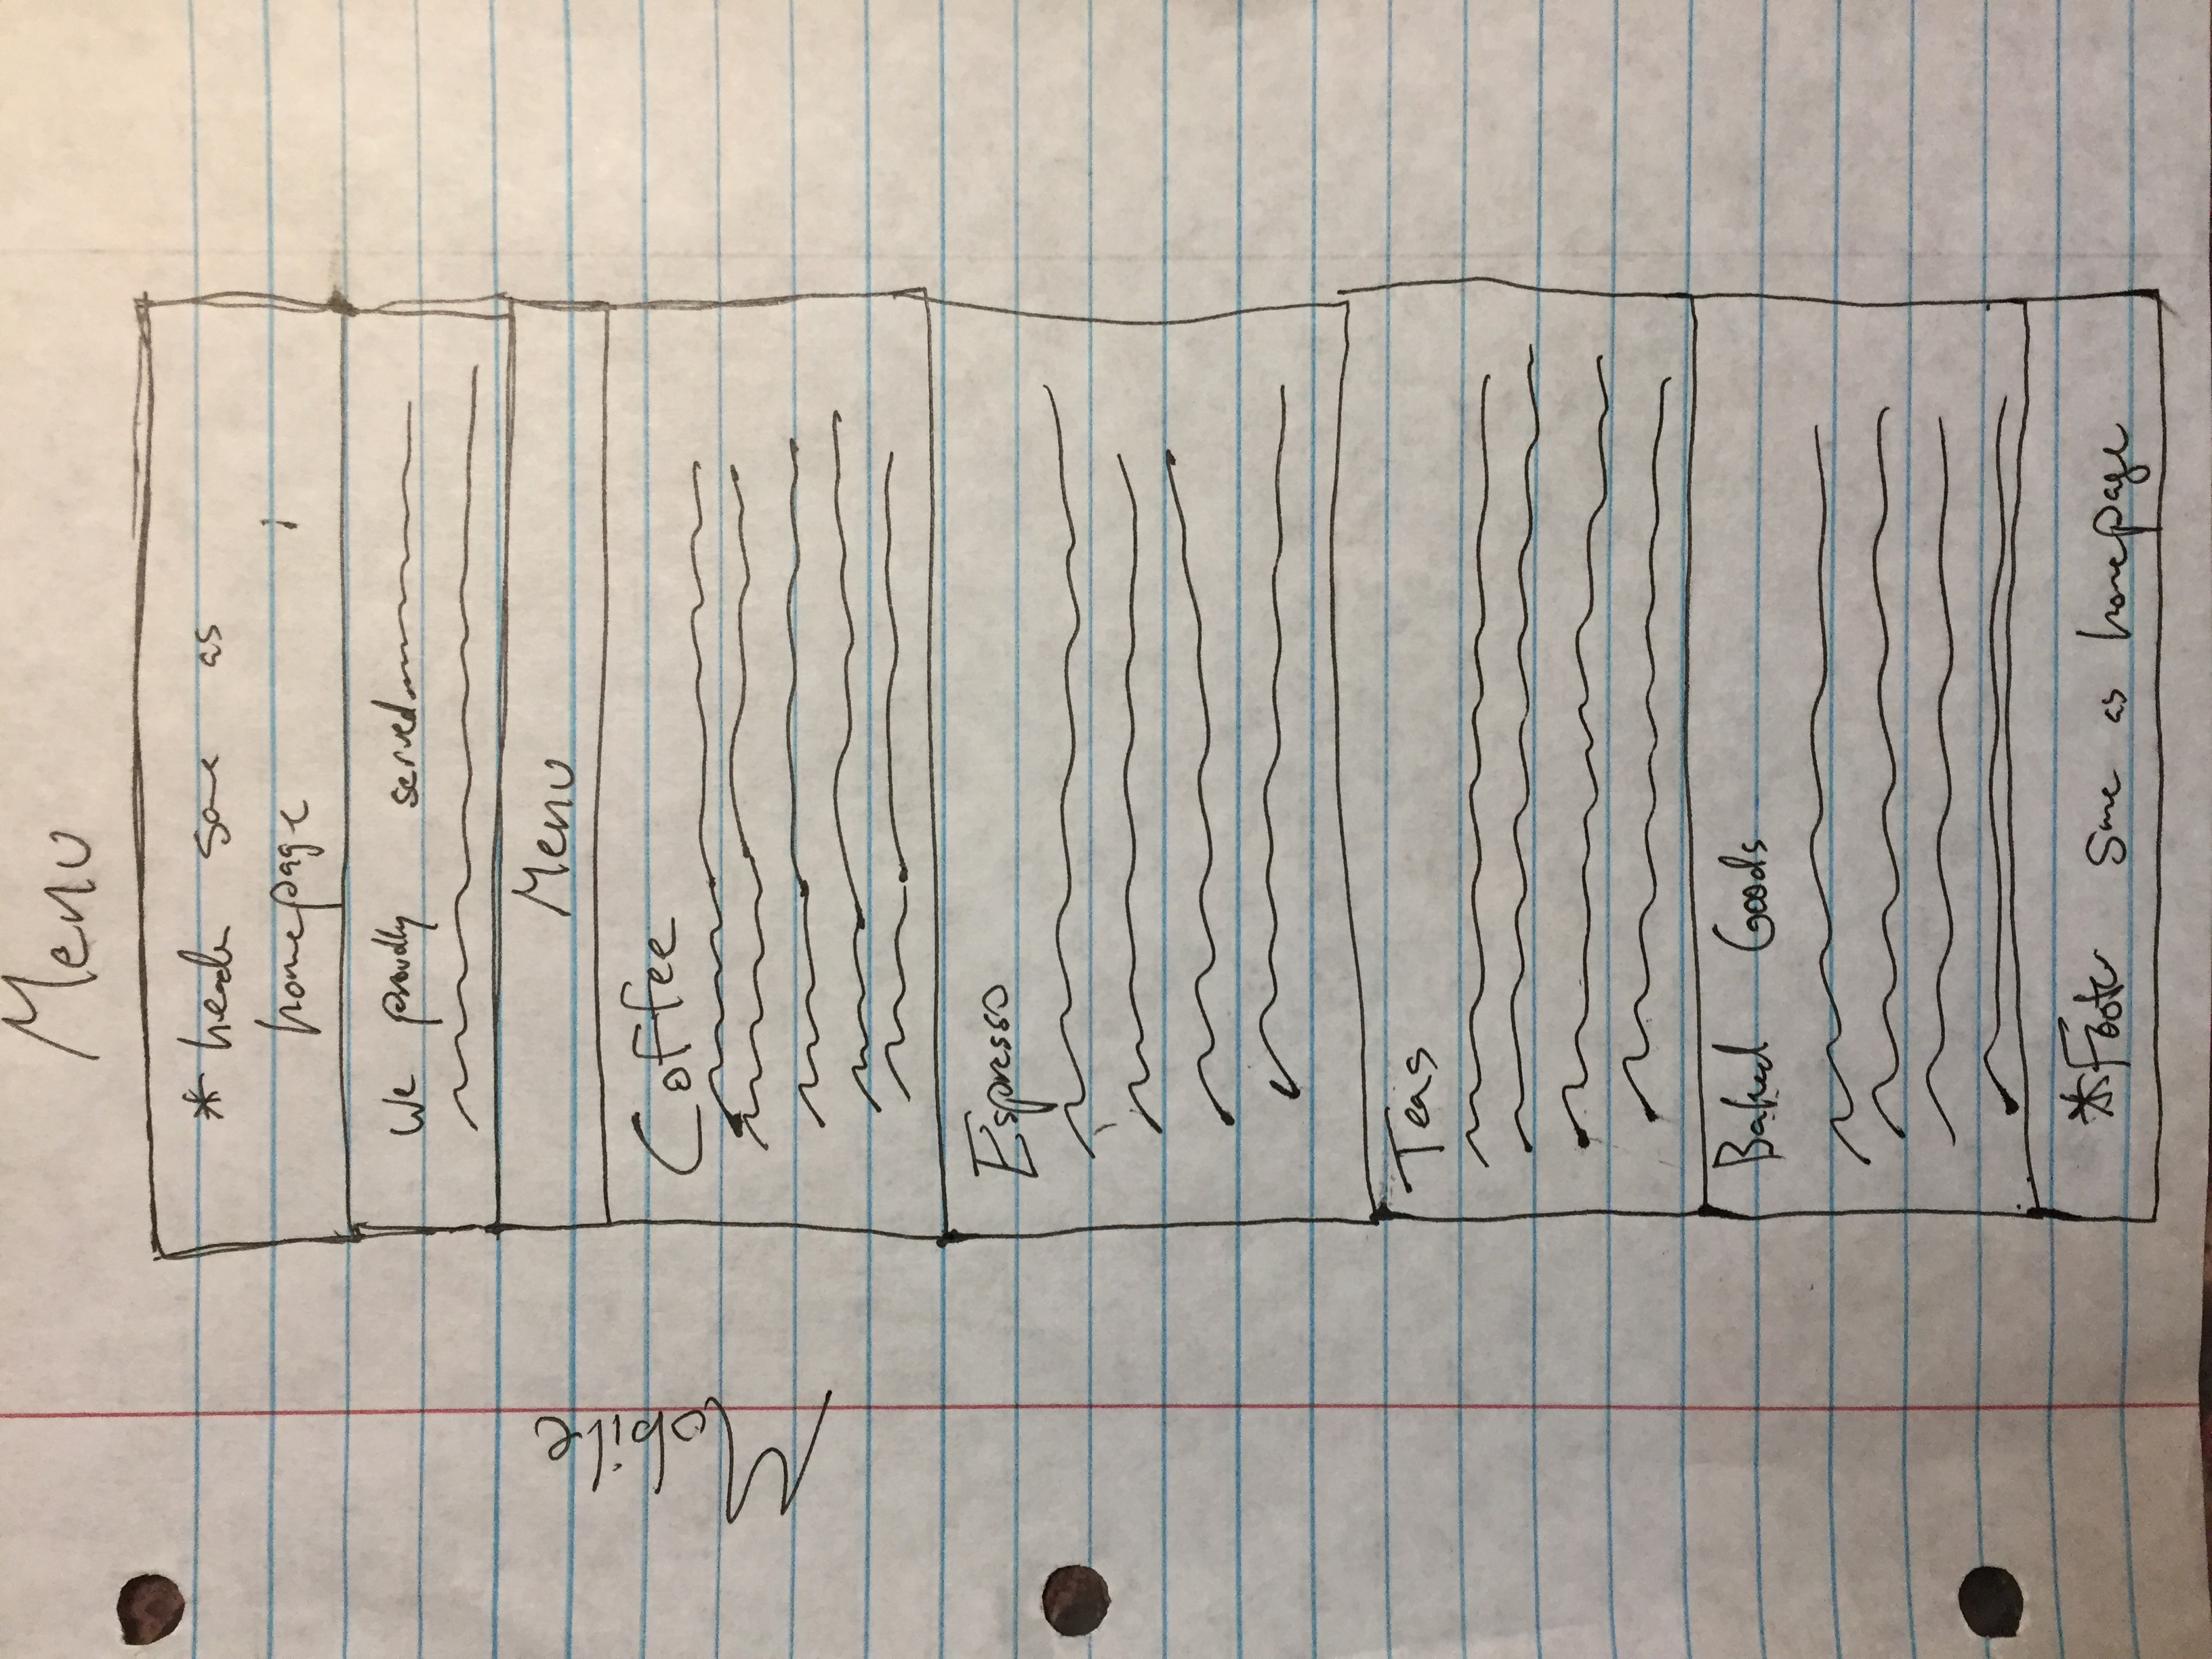 Menu
* header same as
homepage
We proudly served
Menu
Mobile
Coffee
Espresso
Teas
Baked Goods
*Footer same as homepage